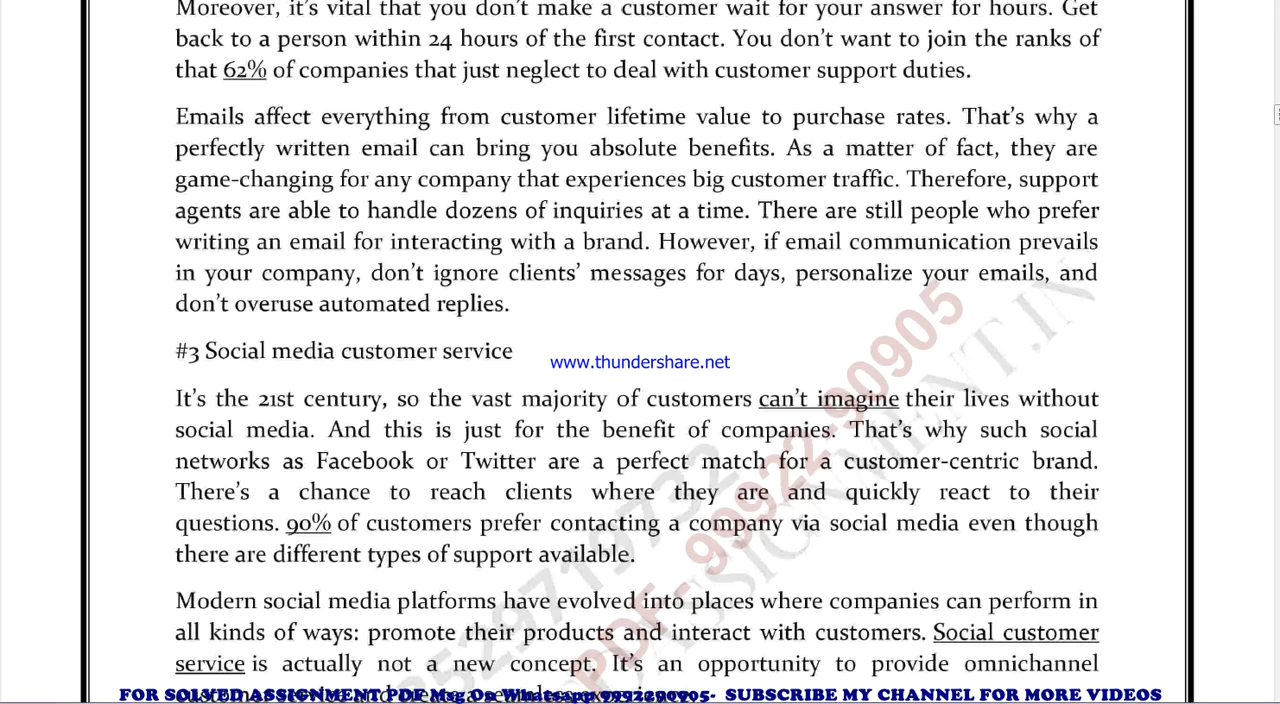 Moreover, it's vital that you don't make a customer wait for your answer for hours. Get
back to a person within 24 hours of the first contact. You don't want to join the ranks of
that 62% of companies that just neglect to deal with customer support duties.
Emails affect everything from customer lifetime value to purchase rates. That's why a
perfectly written email can bring you absolute benefits. As a matter of fact, they are
game-changing for any company that experiences big customer traffic. Therefore, support
agents are able to handle dozens of inquiries at a time. There are still people who prefer
writing an email for interacting with a brand. However, if email communication prevails
in your company, don't ignore clients' messages for days, personalize your emails, and
don't overuse automated replies.
#3 Social media customer service
www.thundershare.net
It's the 21st century, so the vast majority of customers can't imagine their lives without
social media. And this is just for the benefit of companies. That's why such social
networks as Facebook or Twitter are a perfect match for a customer-centric brand.
There's a chance to reach clients where they are and quickly react to their
questions. 90% of customers prefer contacting a company via social media even though
there are different types of support available.
Modern social media platforms have evolved into places where companies can perform in
all kinds of ways: promote their products and interact with customers. Social customer
service is actually not a new concept. It's an opportunity to provide omnichannel
FOR SOLVED ASSIGNMENT PDF Msg On Whatsapp 9992290905- SUBSCRIBE MY CHANNEL FOR MORE VIDEOS
PDF - 99922-90905
ASSIGNMENT.IN
8529719732